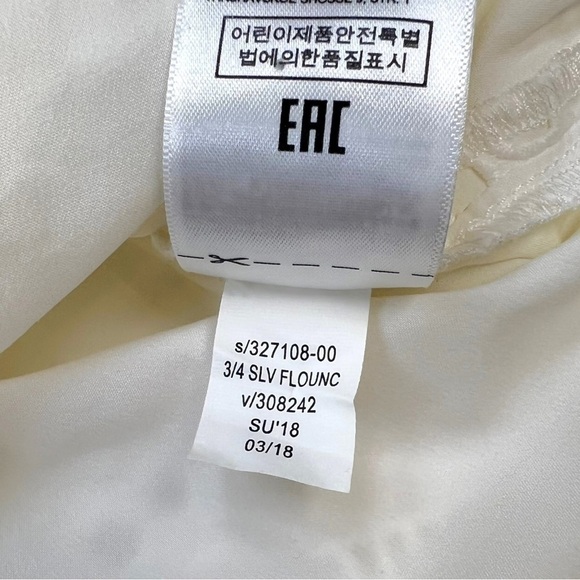 어린이제품안전특별
법에의한품질표시
EAC
s/327108-00
3/4 SLV FLOUNC
v/308242
SU'18
03/18